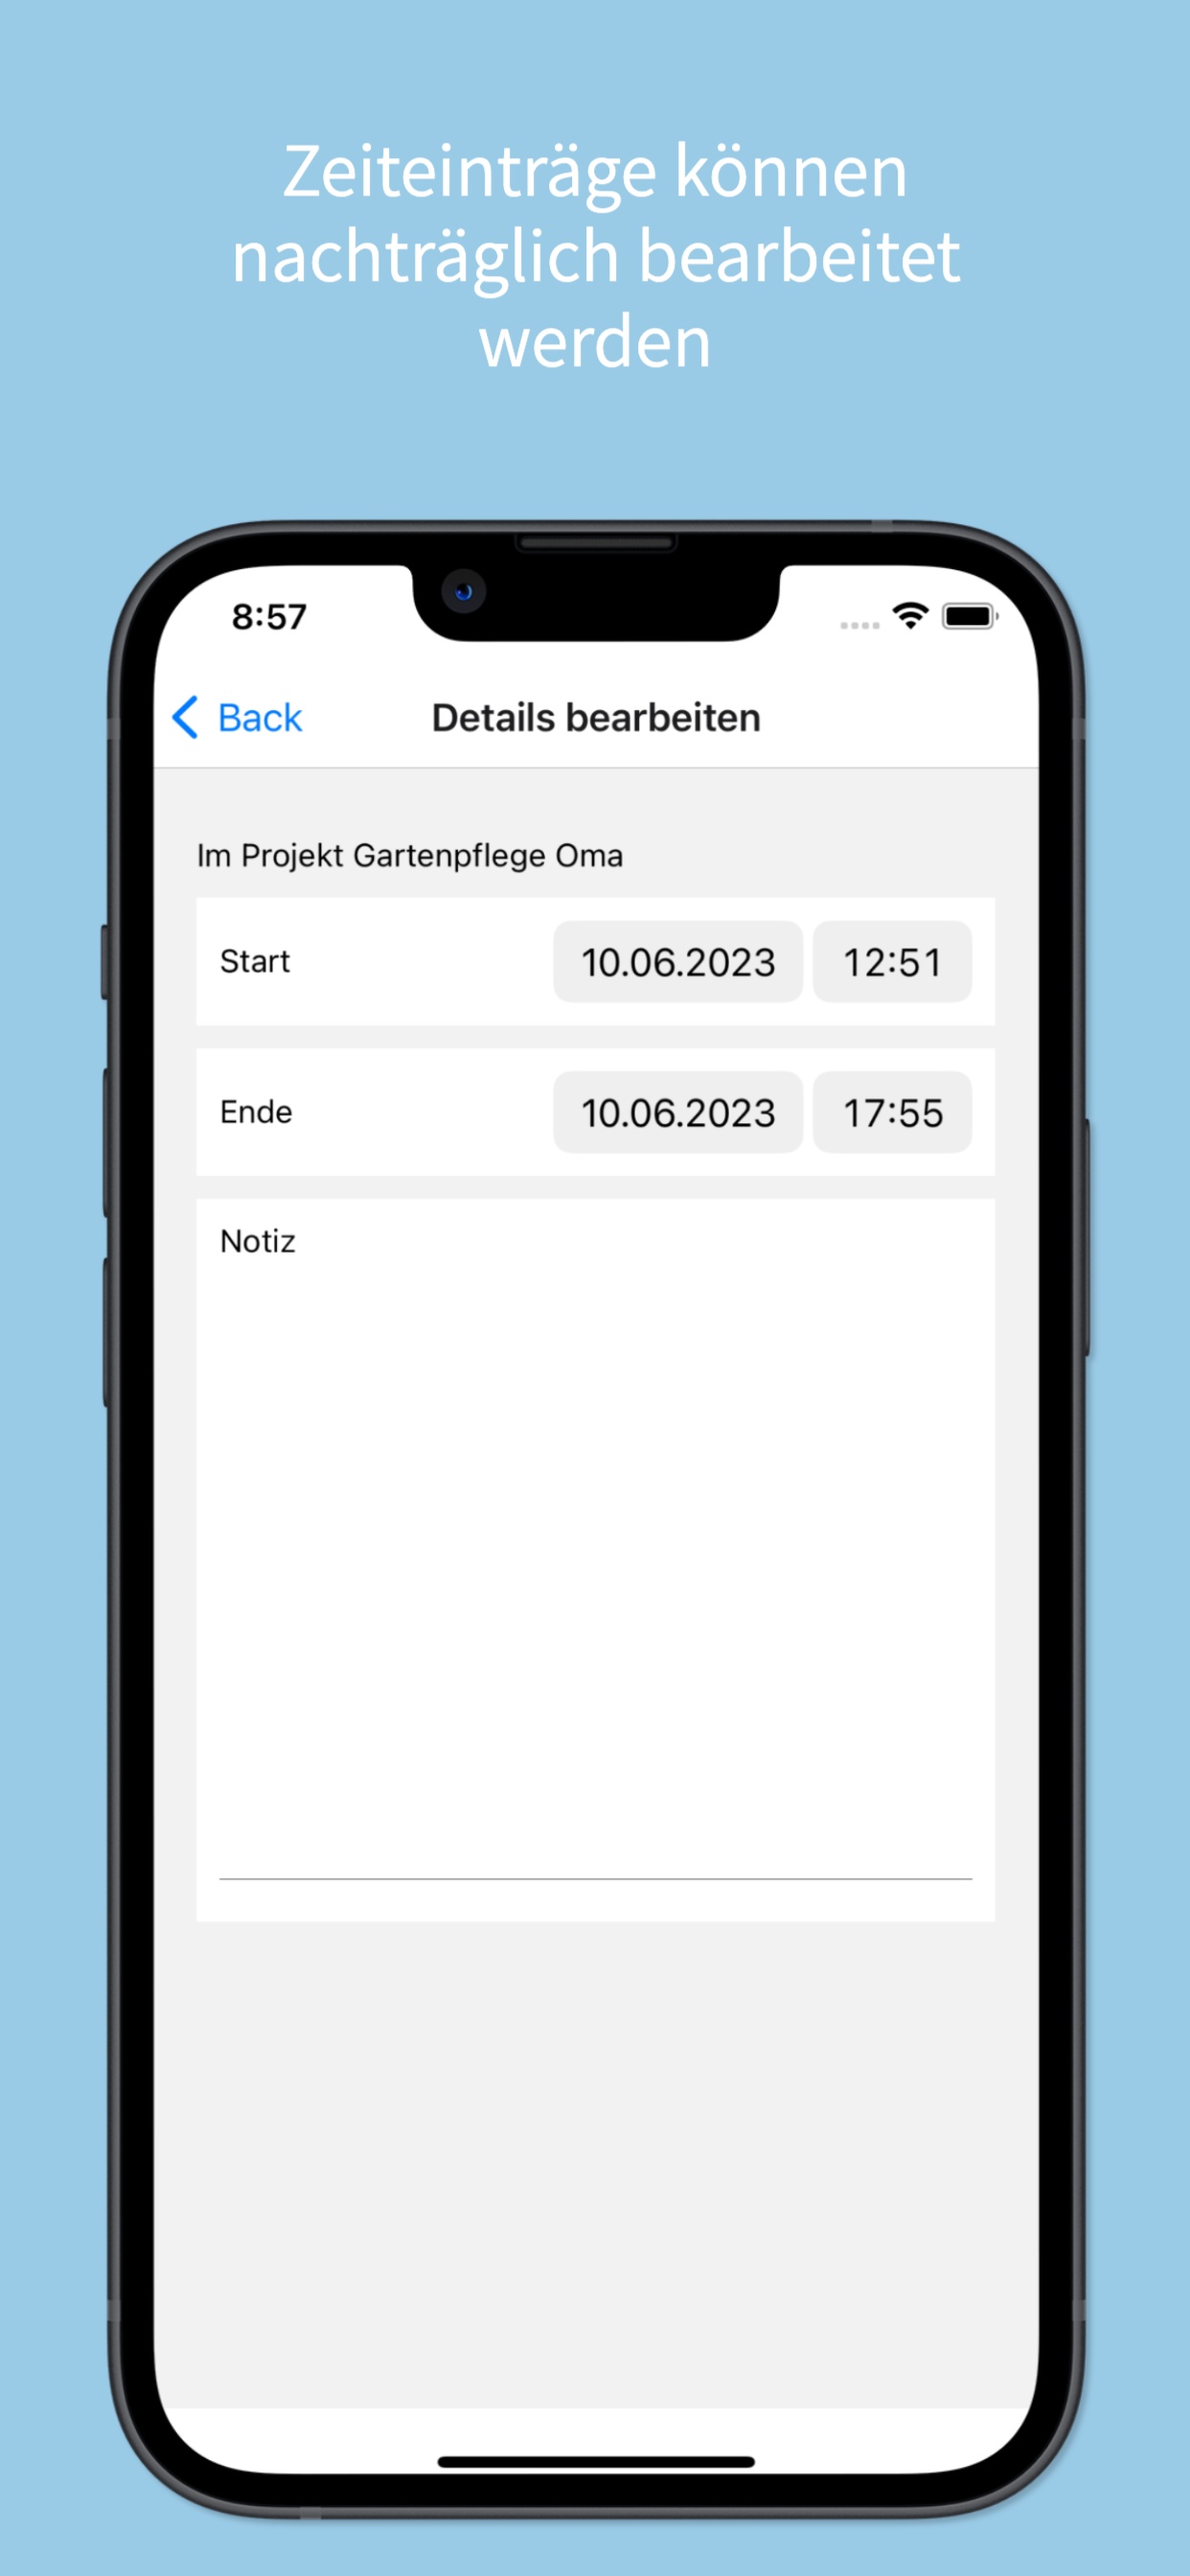 Zeiteinträge können
nachträglich bearbeitet
werden
8:57
Back
Details bearbeiten
Im Projekt Gartenpflege Oma
Start 10.06.2023 12:51
Ende 10.06.2023 17:55
Notiz